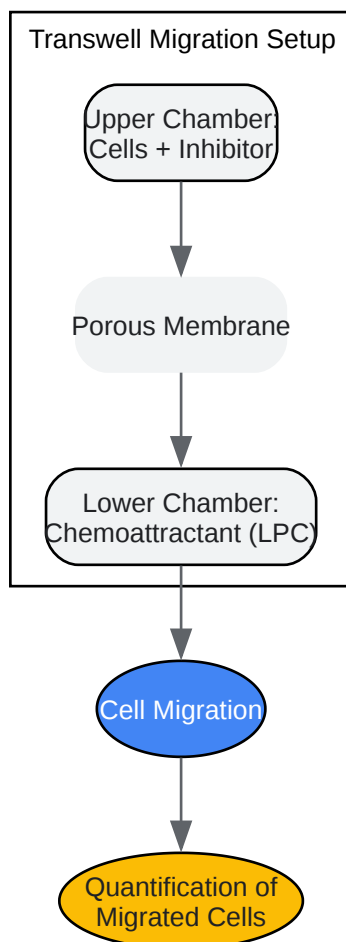 Transwell Migration Setup
Upper Chamber:
Cells + Inhibitor
Porous Membrane
Lower Chamber:
Chemoattractant (LPC)
Cell Migration
Quantification of
Migrated Cells